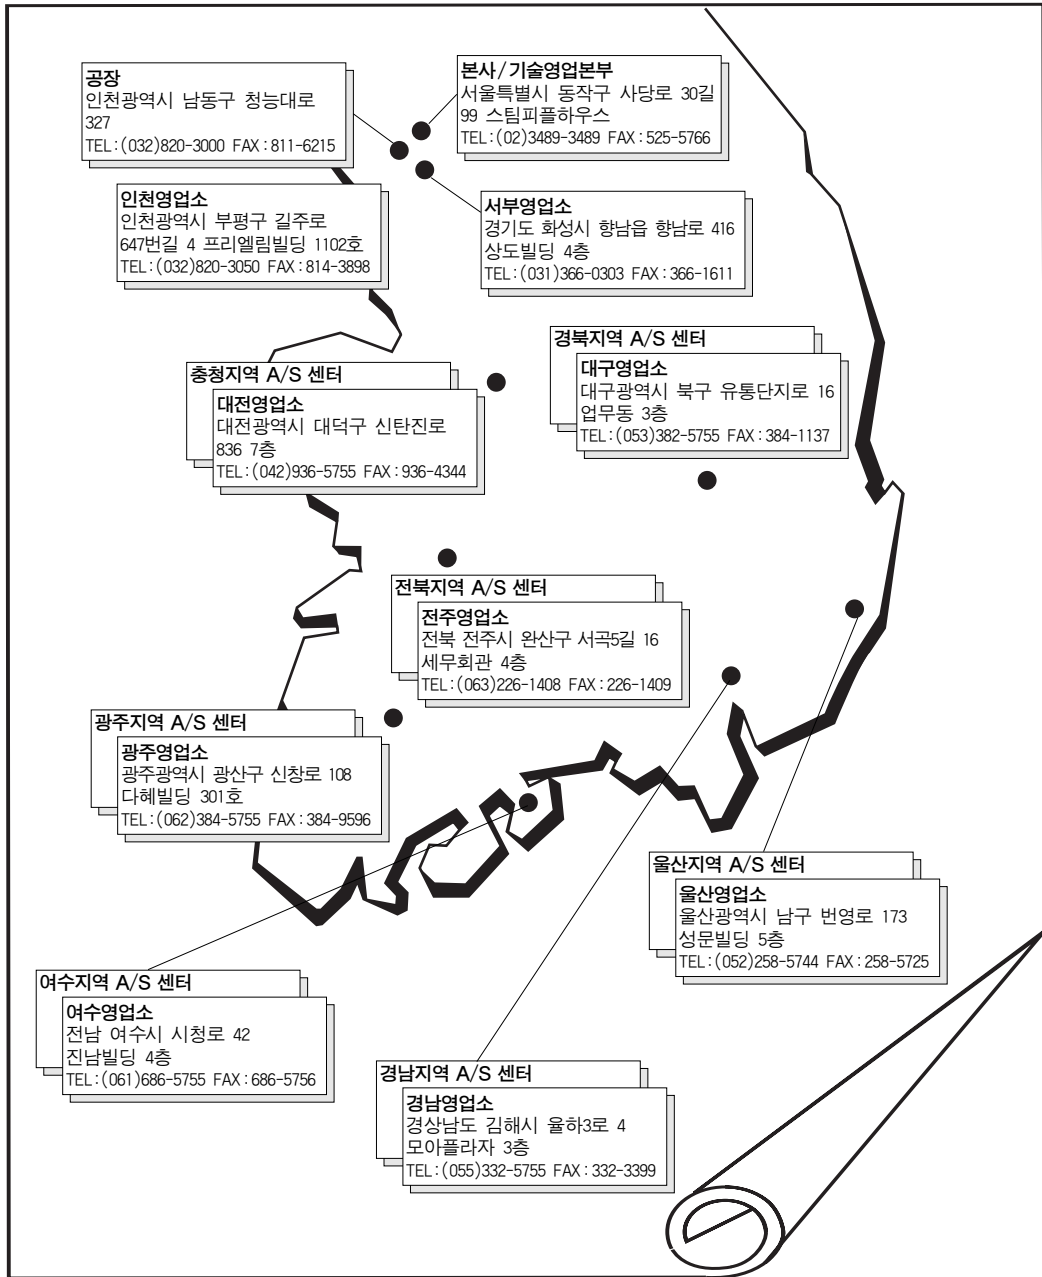 공장
인천광역시 남동구 청능대로
327
TEL:(032)820-3000 FAX:811-6215
본사/기술영업본부
서울특별시 동작구 사당로 30길
99 스팀피플하우스
TEL:(02)3489-3489 FAX:525-5766
인천영업소
인천광역시 부평구 길주로
647번길 4 프리엘림빌딩 1102호
TEL:(032)820-3050 FAX:814-3898
서부영업소
경기도 화성시 향남읍 향남로 416
상도빌딩 4층
TEL:(031)366-0303 FAX:366-1611
충청지역 A/S 센터
대전영업소
대전광역시 대덕구 신탄진로
836 7층
TEL:(042)936-5755 FAX:936-4344
경북지역 A/S 센터
대구영업소
대구광역시 북구 유통단지로 16
업무동 3층
TEL:(053)382-5755 FAX:384-1137
전북지역 A/S 센터
전주영업소
전북 전주시 완산구 서곡5길 16
세무회관 4층
TEL:(063)226-1408 FAX:226-1409
광주지역 A/S 센터
광주영업소
광주광역시 광산구 신창로 108
다혜빌딩 301호
TEL:(062)384-5755 FAX:384-9596
울산지역 A/S 센터
울산영업소
울산광역시 남구 번영로 173
성문빌딩 5층
TEL:(052)258-5744 FAX:258-5725
여수지역 A/S 센터
여수영업소
전남 여수시 시청로 42
진남빌딩 4층
TEL:(061)686-5755 FAX:686-5756
경남지역 A/S 센터
경남영업소
경상남도 김해시 율하3로 4
모아플라자 3층
TEL:(055)332-5755 FAX:332-3399